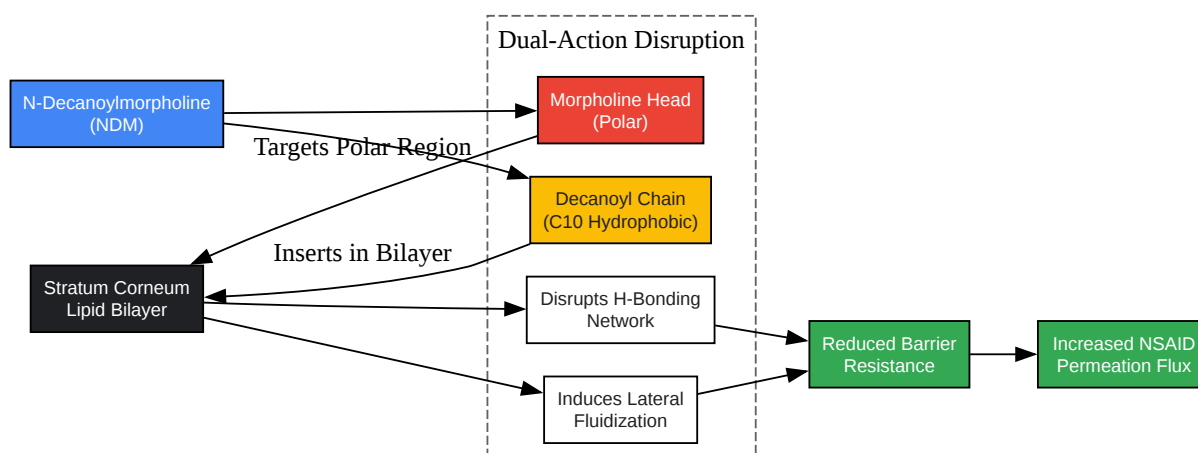 Dual-Action Disruption
N-Decanoylmorpholine
(NDM)
Morpholine Head
(Polar)
Targets Polar Region
Decanoyl Chain
(C10 Hydrophobic)
Inserts in Bilayer
Stratum Corneum
Lipid Bilayer
Disrupts H-Bonding
Network
Induces Lateral
Fluidization
Reduced Barrier
Resistance
Increased NSAID
Permeation Flux